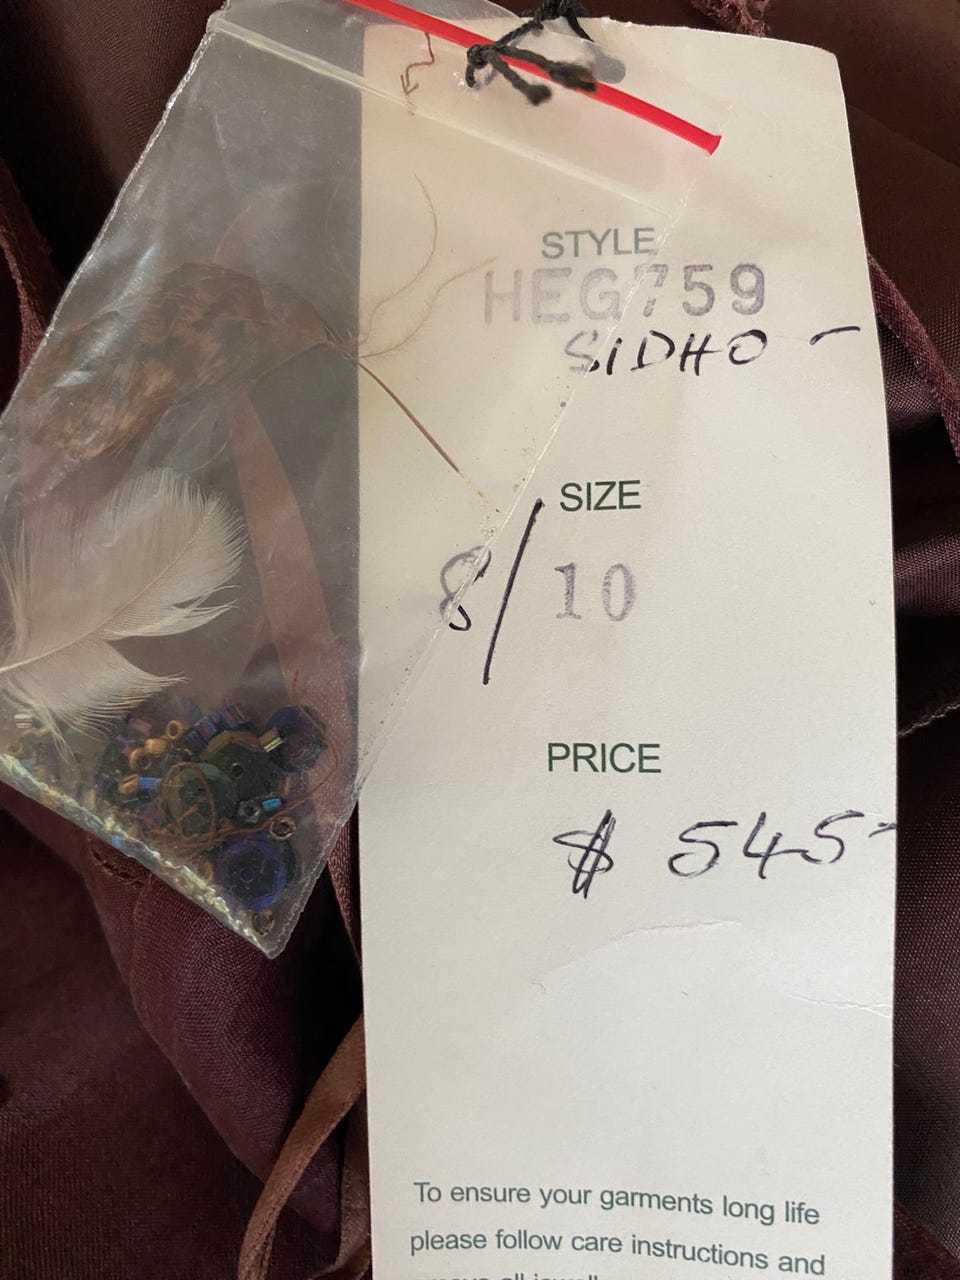 STYLE
HEG759
SIDHO -
SIZE
8/10
PRICE
$ 545-
To ensure your garments long life
please follow care instructions and